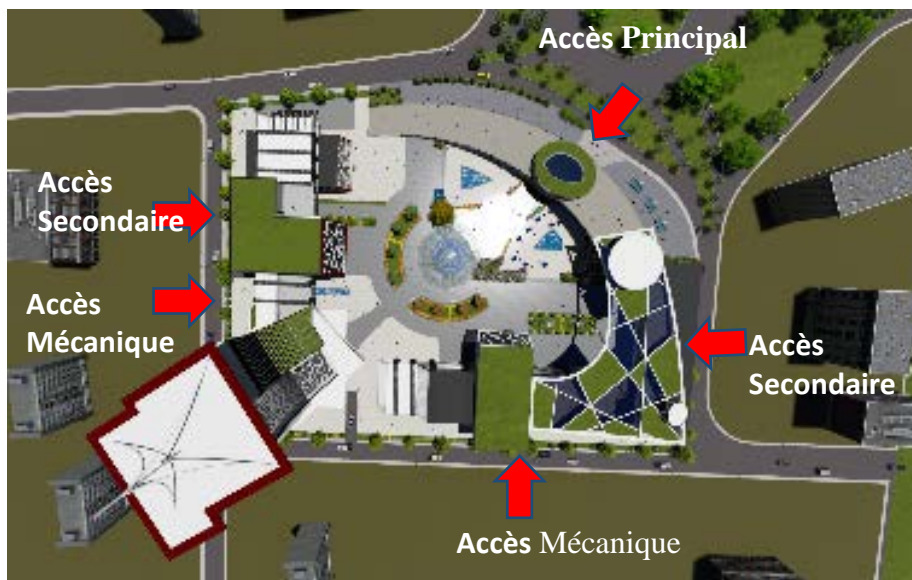 Accès Principal
Accès
Secondaire
Accès
Mécanique
Accès
Secondaire
Accès Mécanique